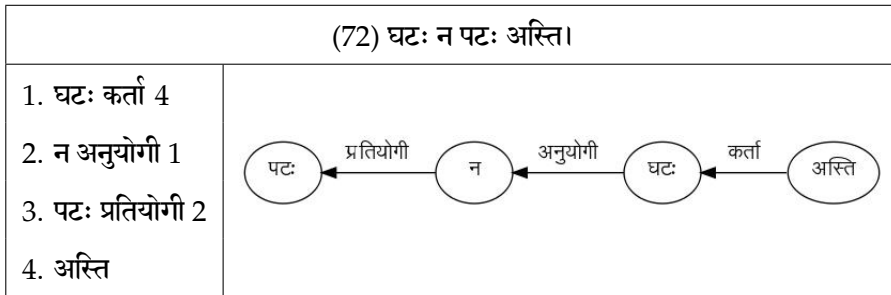 (72) घटः न पटः अस्ति।
1. घटः कर्ता 4
2. न अनुयोगी 1
3. पटः प्रतियोगी 2
4. अस्ति
पटः प्रतियोगी न अनुयोगी घटः कर्ता अस्ति